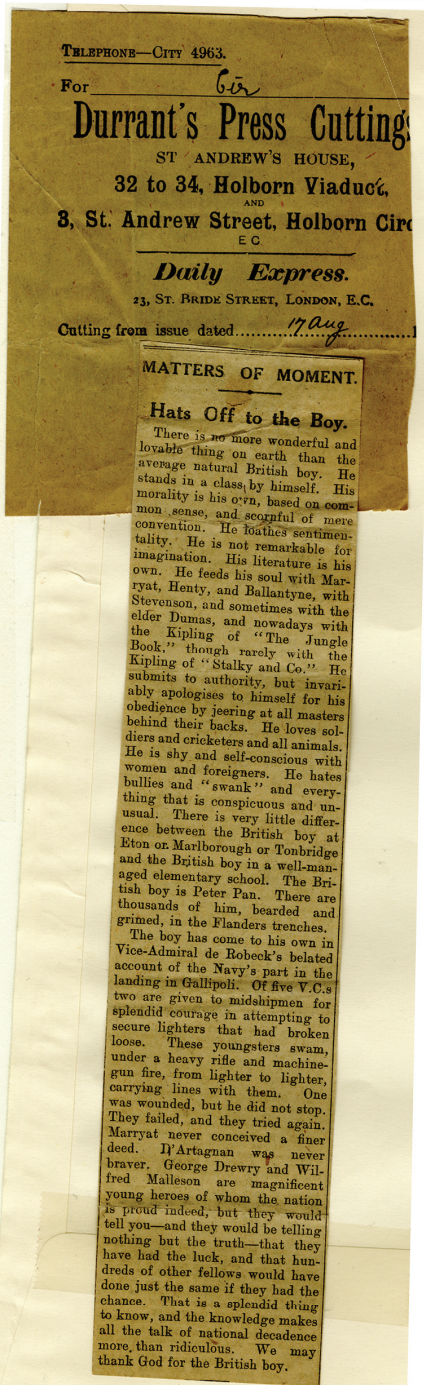 TELEPHONE—CITY 4963.
For
Durrant's Press Cuttings
ST ANDREW'S HOUSE,
32 to 34, Holborn Viaduct,
AND
3, St. Andrew Street, Holborn Circ
E C
Daily Express.
23, ST. BRIDE STREET, LONDON, E.C.
Cutting from issue dated 17 Aug 1
MATTERS OF MOMENT.
Hats Off to the Boy.
There is no more wonderful and
lovable thing on earth than the
average natural British boy. He
stands in a class by himself. His
morality is his own, based on com-
mon sense, and scornful of mere
convention. He loathes sentimen-
tality. He is not remarkable for
imagination. His literature is his
own. He feeds his soul with Mar-
ryat, Henty, and Ballantyne, with
Stevenson, and sometimes with the
elder Dumas, and nowadays with
the Kipling of "The Jungle
Book," though rarely with the
Kipling of "Stalky and Co." He
submits to authority, but invari-
ably apologises to himself for his
obedience by jeering at all masters
behind their backs. He loves sol-
diers and cricketers and all animals.
He is shy and self-conscious with
women and foreigners. He hates
bullies and "swank" and every-
thing that is conspicuous and un-
usual. There is very little differ-
ence between the British boy at
Eton or Marlborough or Tonbridge
and the British boy in a well-man-
aged elementary school. The Bri-
tish boy is Peter Pan. There are
thousands of him, bearded and
grimed, in the Flanders trenches.
The boy has come to his own in
Vice-Admiral de Robeck's belated
account of the Navy's part in the
landing in Gallipoli. Of five V.C.s
two are given to midshipmen for
splendid courage in attempting to
secure lighters that had broken
loose. These youngsters swam,
under a heavy rifle and machine-
gun fire, from lighter to lighter,
carrying lines with them. One
was wounded, but he did not stop.
They failed, and they tried again.
Marryat never conceived a finer
deed. D'Artagnan was never
braver. George Drewry and Wil-
fred Malleson are magnificent
young heroes of whom the nation
is proud indeed, but they would
tell you—and they would be telling
nothing but the truth—that they
have had the luck, and that hun-
dreds of other fellows would have
done just the same if they had the
chance. That is a splendid thing
to know, and the knowledge makes
all the talk of national decadence
more than ridiculous. We may
thank God for the British boy.